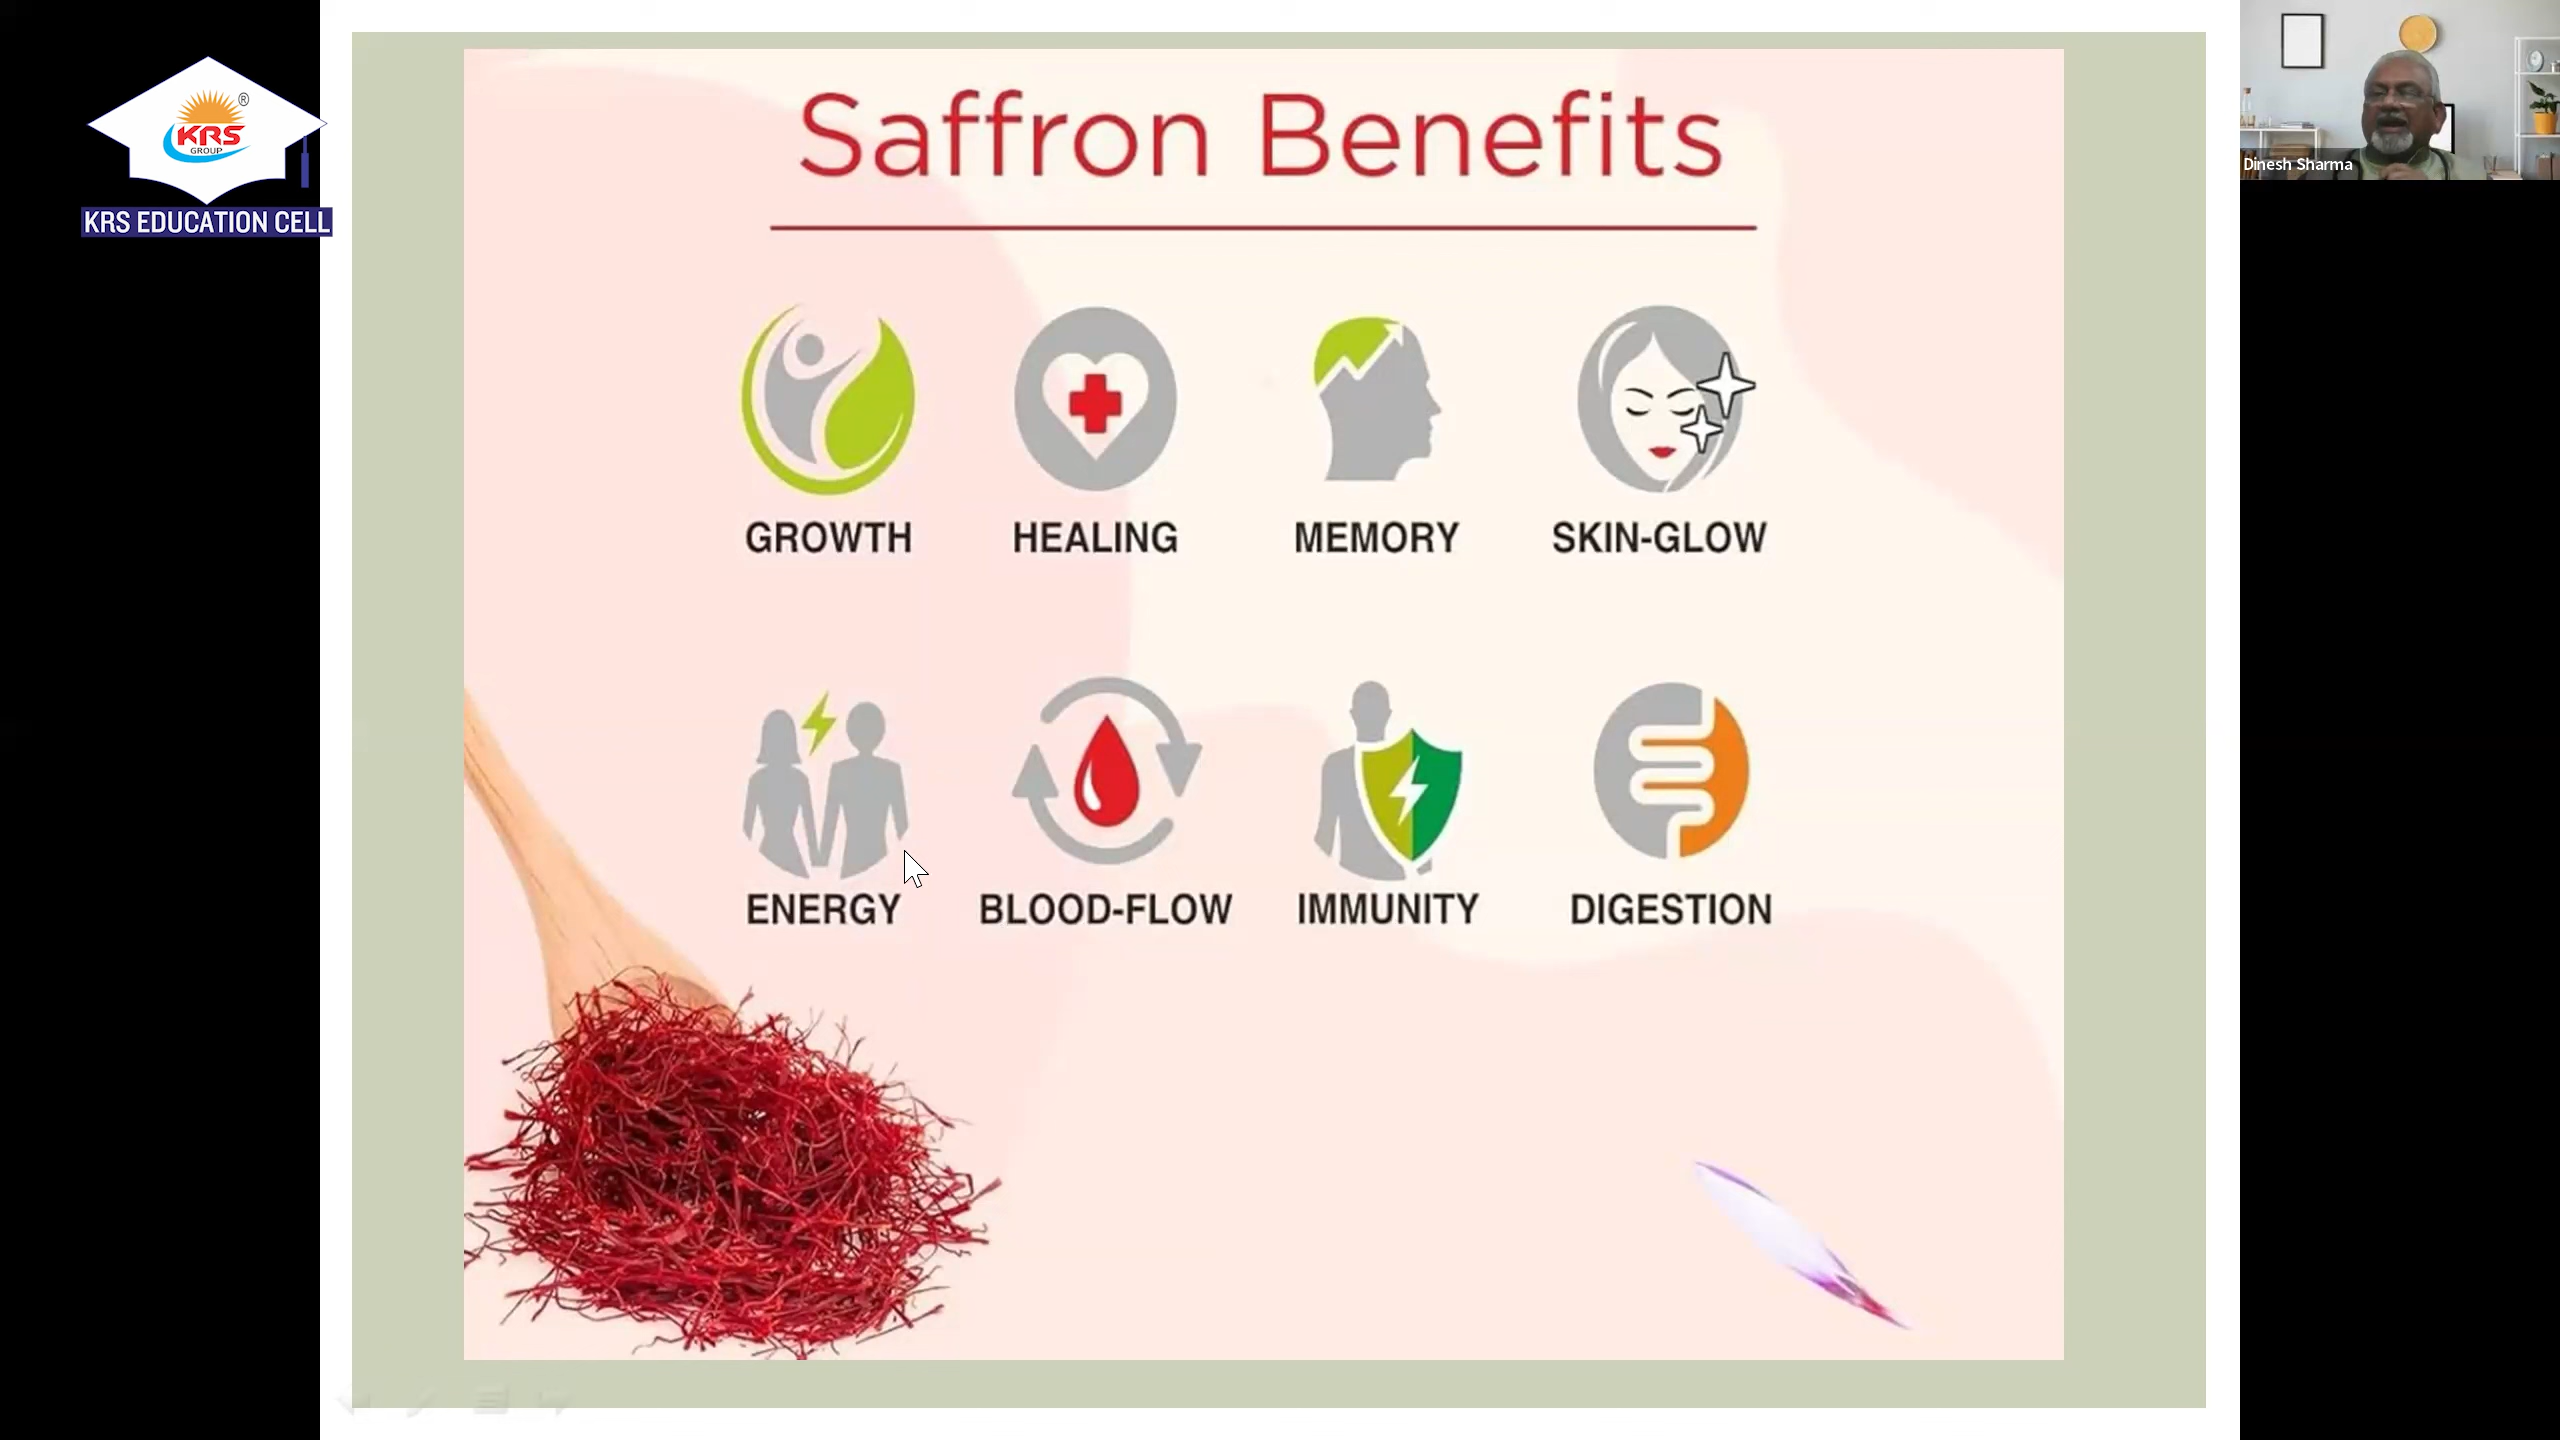 KRS ®
GROUP
KRS EDUCATION CELL
Saffron Benefits
GROWTH HEALING MEMORY SKIN-GLOW
ENERGY BLOOD-FLOW IMMUNITY DIGESTION
Dinesh Sharma